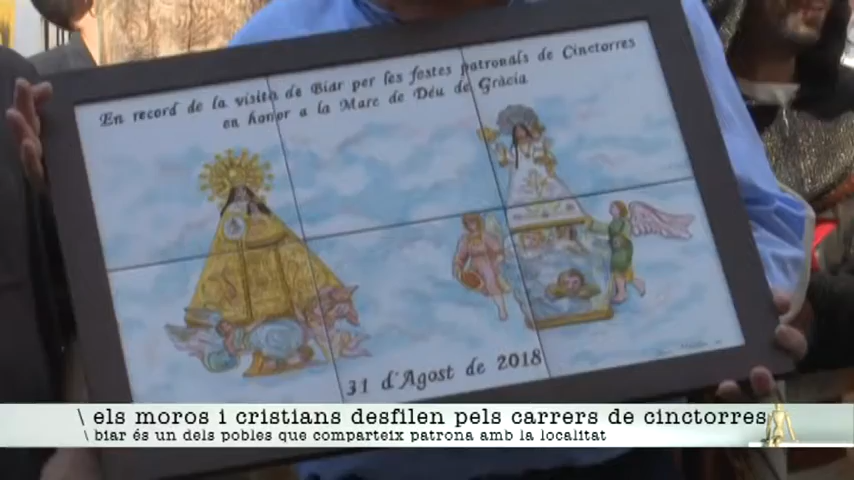 En record de la visita de Biar per les festes patronals de Cinctorres
en honor a la Mare de Déu de Gràcia
31 d'Agost de 2018
\ els moros i cristians desfilen pels carrers de cinctorres
\ biar és un dels pobles que comparteix patrona amb la localitat